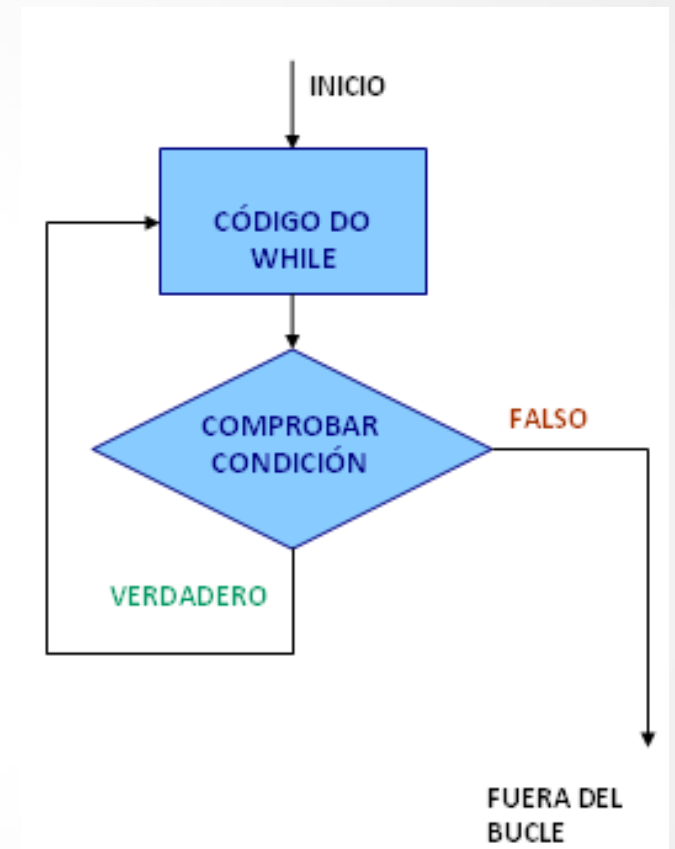 INICIO
CÓDIGO DO
WHILE
COMPROBAR
CONDICIÓN
FALSO
VERDADERO
FUERA DEL
BUCLE